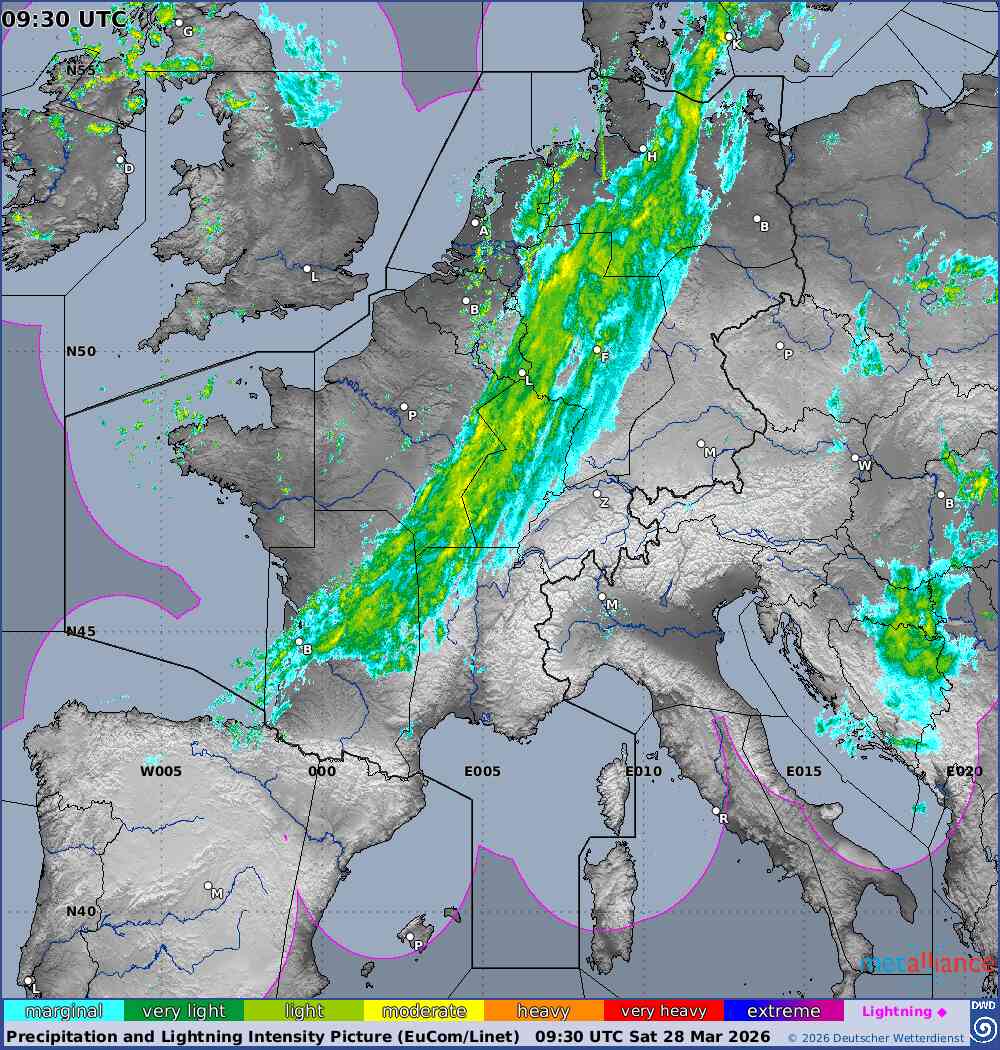 09:30 UTC
G
K
N55
H
D
A
B
L
B
N50
F
P
L
P
M
W
Z
B
M
N45
B
W005
000
E005
E010
E015
E020
R
M
N40
P
L
metalliance
marginal
very light
light
moderate
heavy
very heavy
extreme
Lightning ◆
DWD
Precipitation and Lightning Intensity Picture (EuCom/Linet) 09:30 UTC Sat 28 Mar 2026 © 2026 Deutscher Wetterdienst